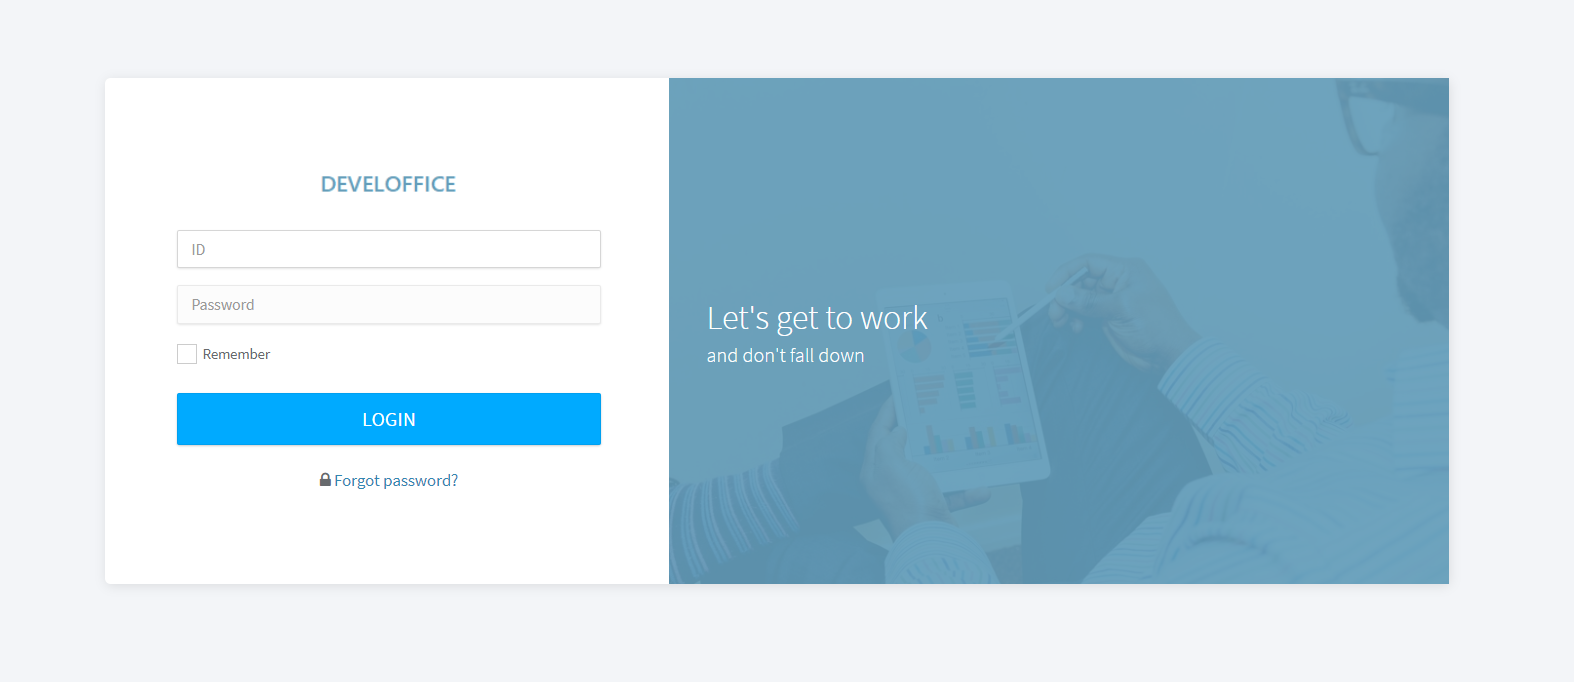 DEVELOFFICE
ID
Password
Remember
LOGIN
Forgot password?
Let's get to work
and don't fall down